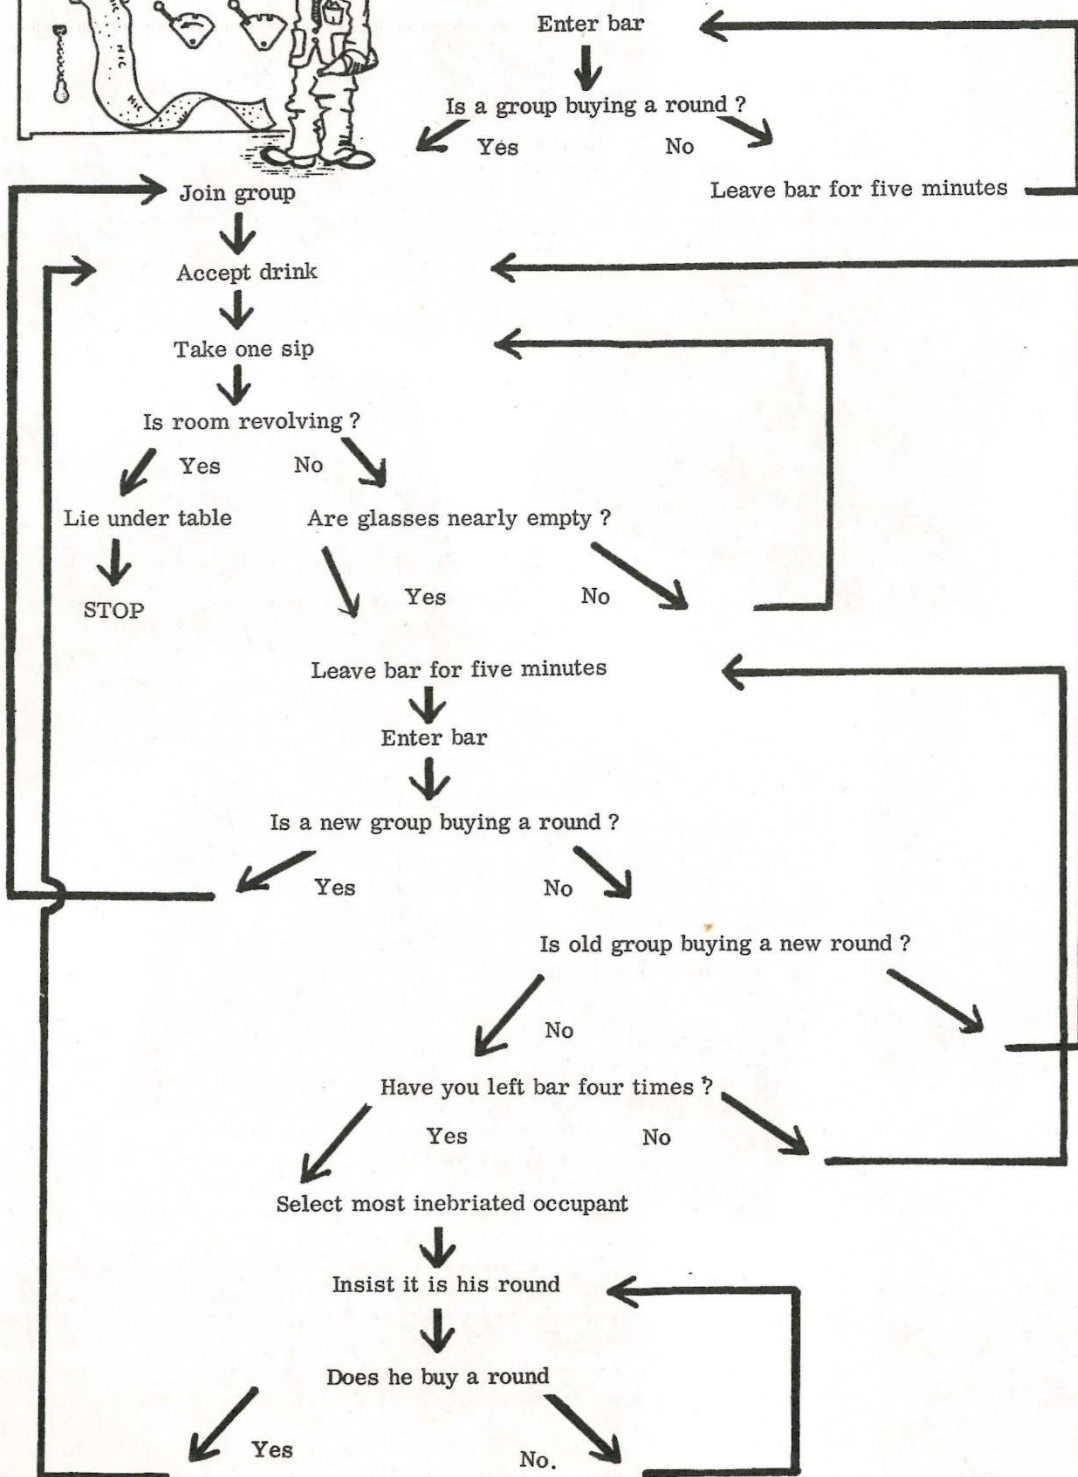 HIC
HIC
HIC
Enter bar
Is a group buying a round ?
Yes No
Leave bar for five minutes
Join group
Accept drink
Take one sip
Is room revolving ?
Yes No
Lie under table
Are glasses nearly empty ?
Yes No
STOP
Leave bar for five minutes
Enter bar
Is a new group buying a round ?
Yes No
Is old group buying a new round ?
No
Have you left bar four times ?
Yes No
Select most inebriated occupant
Insist it is his round
Does he buy a round
Yes No.